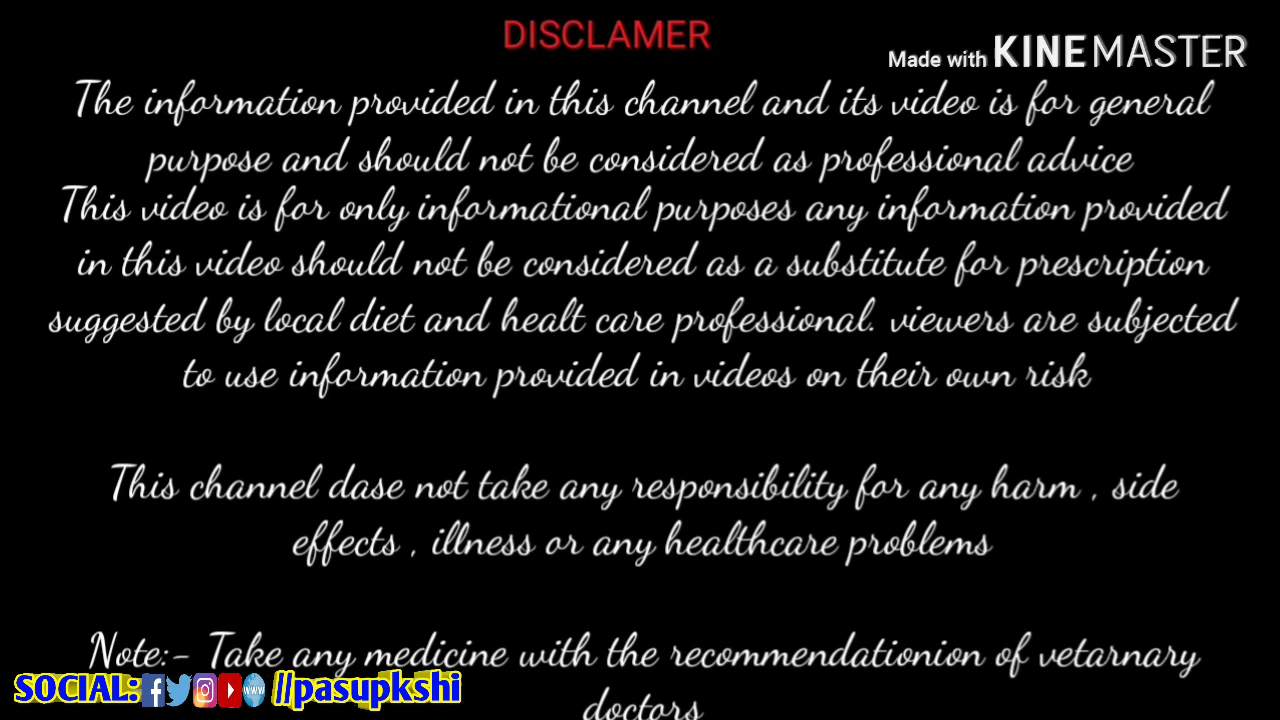 DISCLAMER
Made with KINEMASTER
The information provided in this channel and its video is for general
purpose and should not be considered as professional advice
This video is for only informational purposes any information provided
in this video should not be considered as a substitute for prescription
suggested by local diet and healt care professional. viewers are subjected
to use information provided in videos on their own risk
This channel dase not take any responsibility for any harm , side
effects , illness or any healthcare problems
Note:- Take any medicine with the recommendationion of vetarnary
doctors
SOCIAL: www //pasupkshi